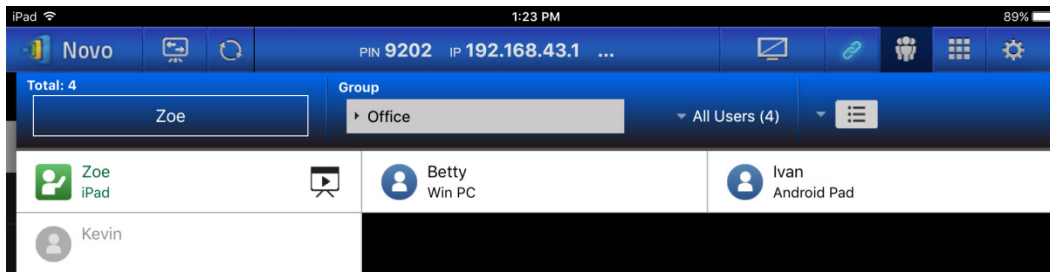 iPad 1:23 PM 89%
Novo PIN 9202 IP 192.168.43.1 ...
Total: 4 Group
Zoe Office All Users (4)
Zoe Betty Ivan
iPad Win PC Android Pad
Kevin